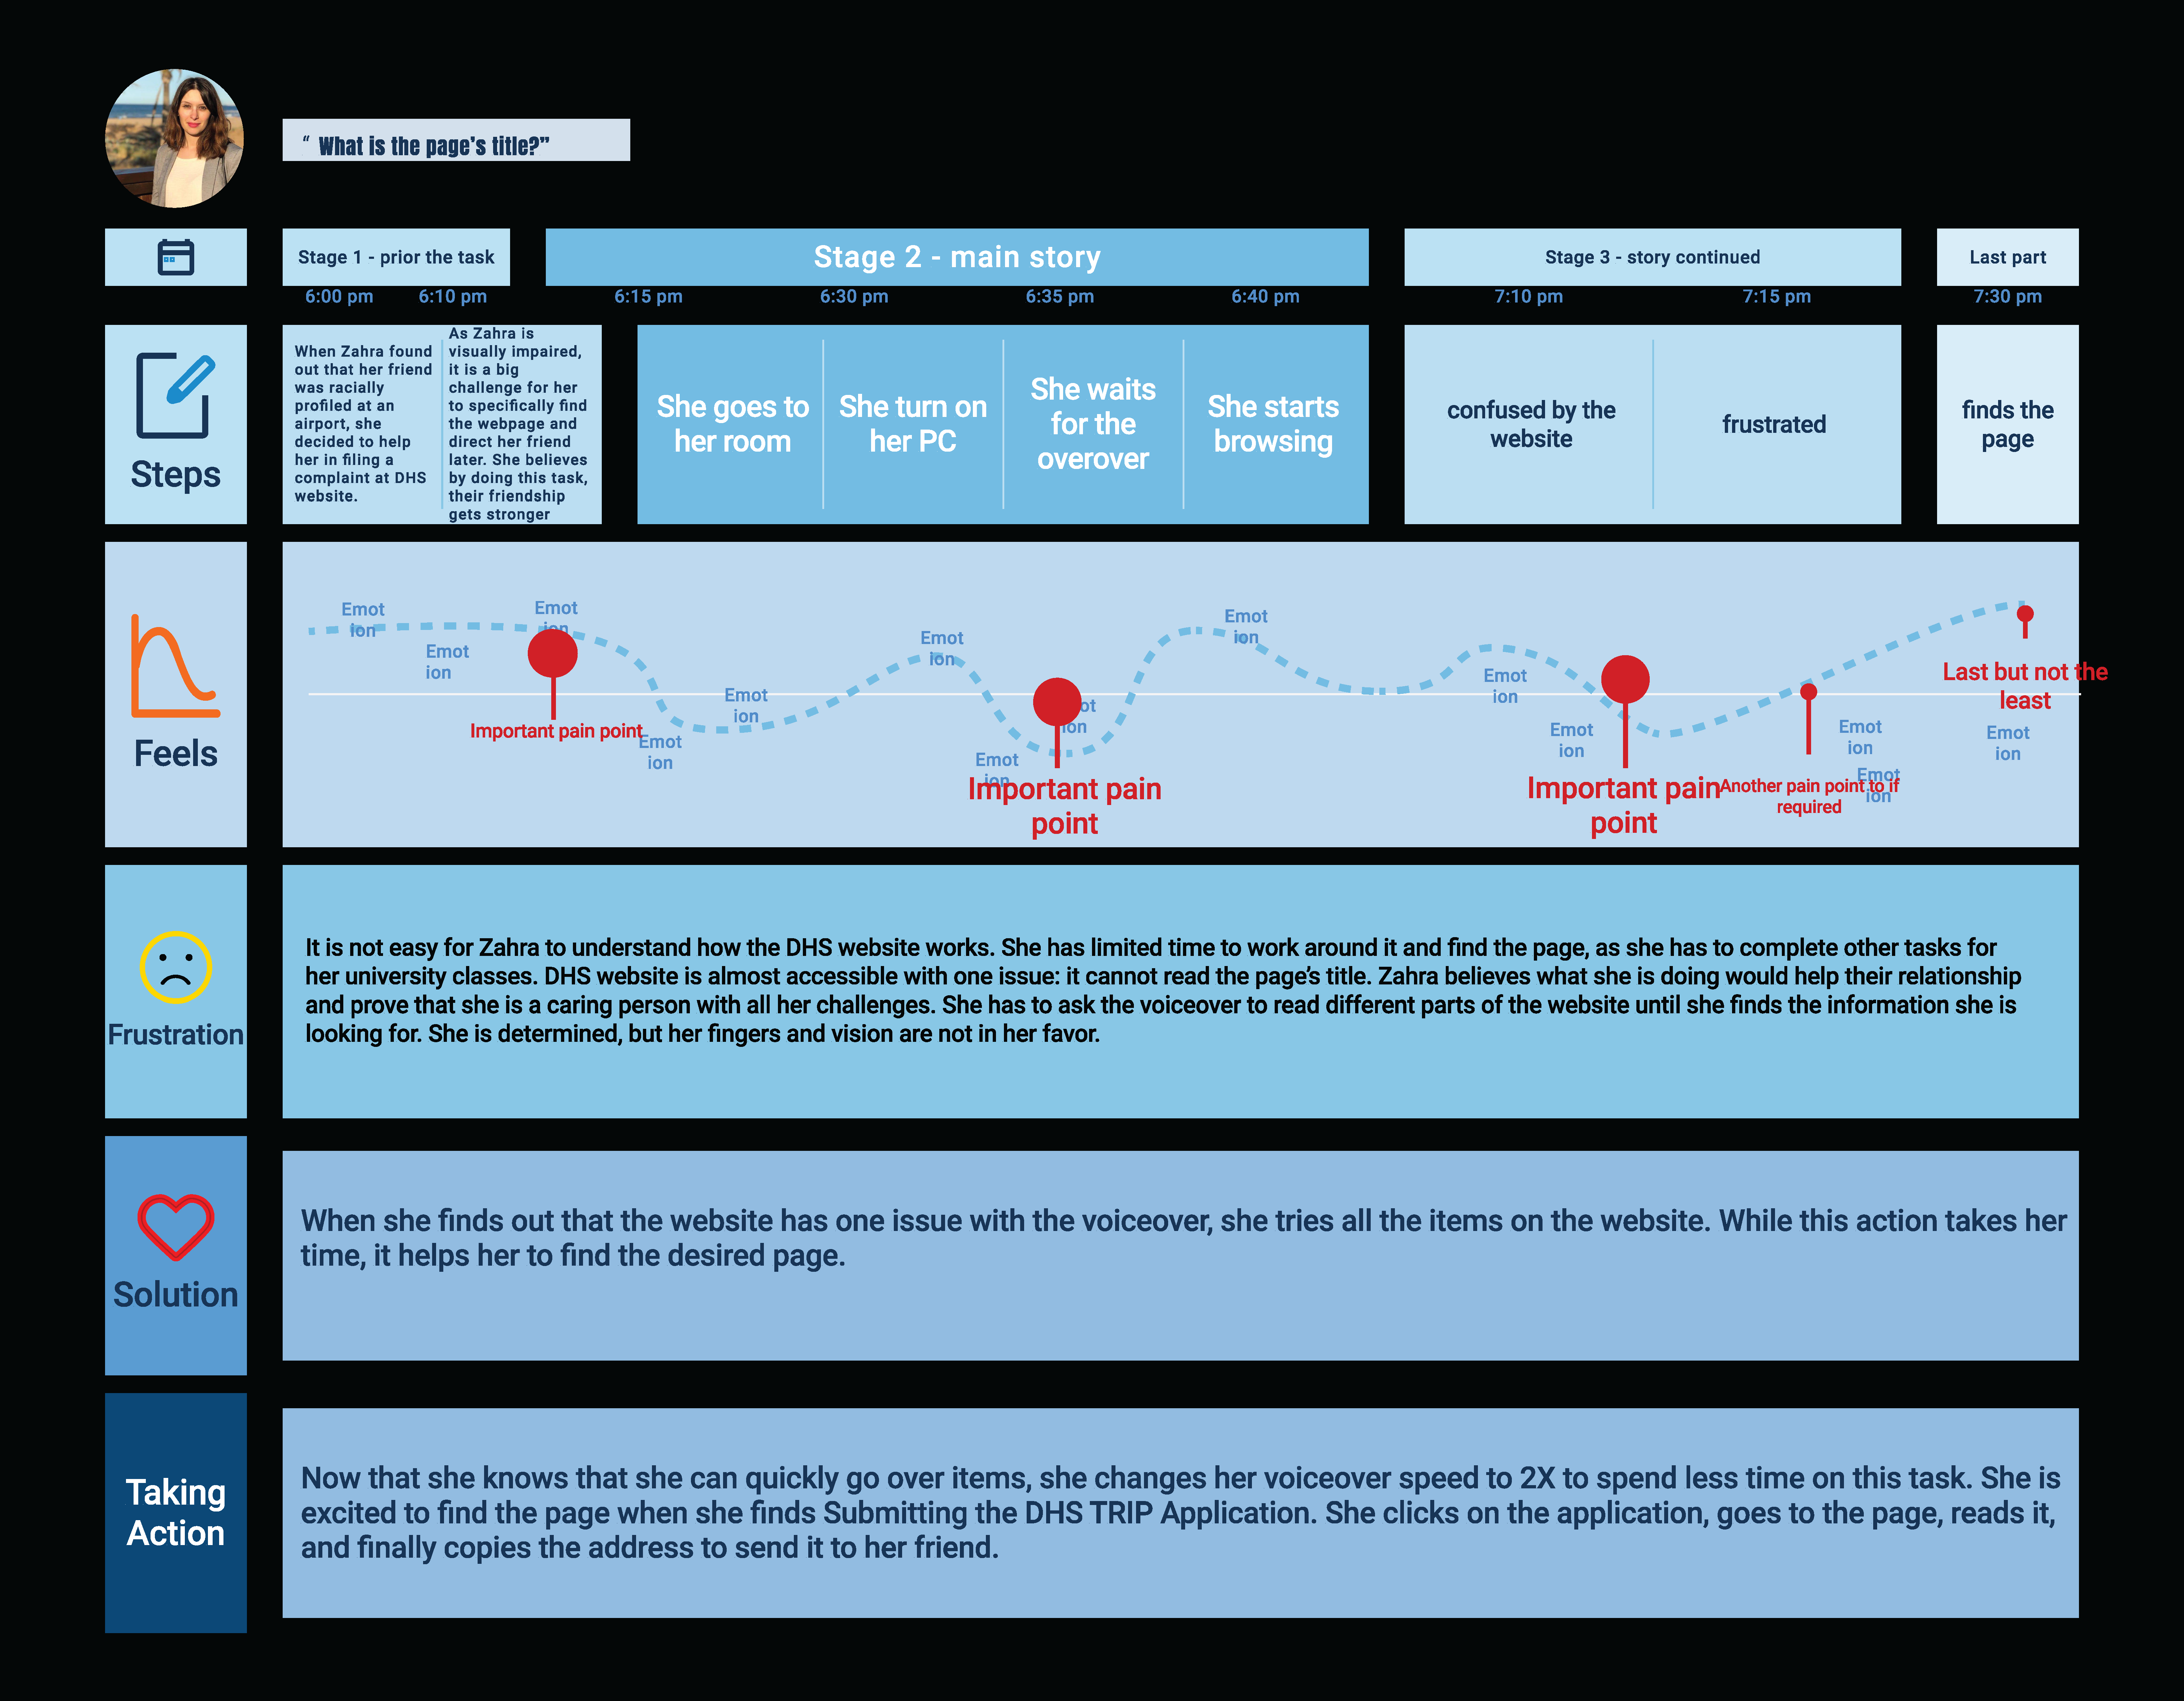 “ What is the page’s title?”
Stage 1 - prior the task
Stage 2 - main story
Stage 3 - story continued
Last part
6:00 pm
6:10 pm
6:15 pm
6:30 pm
6:35 pm
6:40 pm
7:10 pm
7:15 pm
7:30 pm
Steps
When Zahra found
out that her friend
was racially
profiled at an
airport, she
decided to help
her in filing a
complaint at DHS
website.
As Zahra is
visually impaired,
it is a big
challenge for her
to specifically find
the webpage and
direct her friend
later. She believes
by doing this task,
their friendship
gets stronger
She goes to
her room
She turn on
her PC
She waits
for the
overover
She starts
browsing
confused by the
website
frustrated
finds the
page
Feels
Emot
ion
Emot
ion
Emot
ion
Important pain point
Emot
ion
Emot
ion
Emot
ion
Emot
ion
ot
ion
Important pain
point
Emot
ion
Emot
ion
Emot
ion
Important pain
point
Another pain point to if
required
Emot
ion
Emot
ion
Last but not the
least
Emot
ion
Frustration
It is not easy for Zahra to understand how the DHS website works. She has limited time to work around it and find the page, as she has to complete other tasks for
her university classes. DHS website is almost accessible with one issue: it cannot read the page’s title. Zahra believes what she is doing would help their relationship
and prove that she is a caring person with all her challenges. She has to ask the voiceover to read different parts of the website until she finds the information she is
looking for. She is determined, but her fingers and vision are not in her favor.
Solution
When she finds out that the website has one issue with the voiceover, she tries all the items on the website. While this action takes her
time, it helps her to find the desired page.
Taking
Action
Now that she knows that she can quickly go over items, she changes her voiceover speed to 2X to spend less time on this task. She is
excited to find the page when she finds Submitting the DHS TRIP Application. She clicks on the application, goes to the page, reads it,
and finally copies the address to send it to her friend.